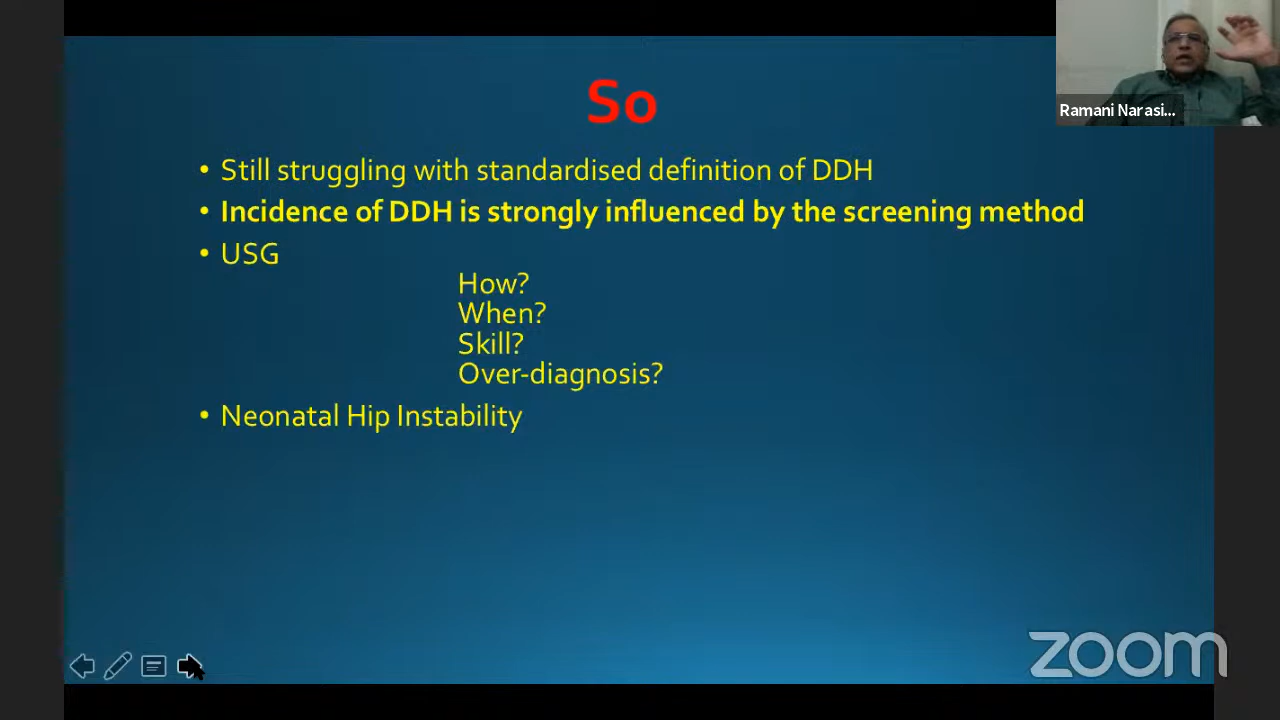 So
• Still struggling with standardised definition of DDH
• Incidence of DDH is strongly influenced by the screening method
• USG
How?
When?
Skill?
Over-diagnosis?
• Neonatal Hip Instability
Ramani Narasi...
zoom